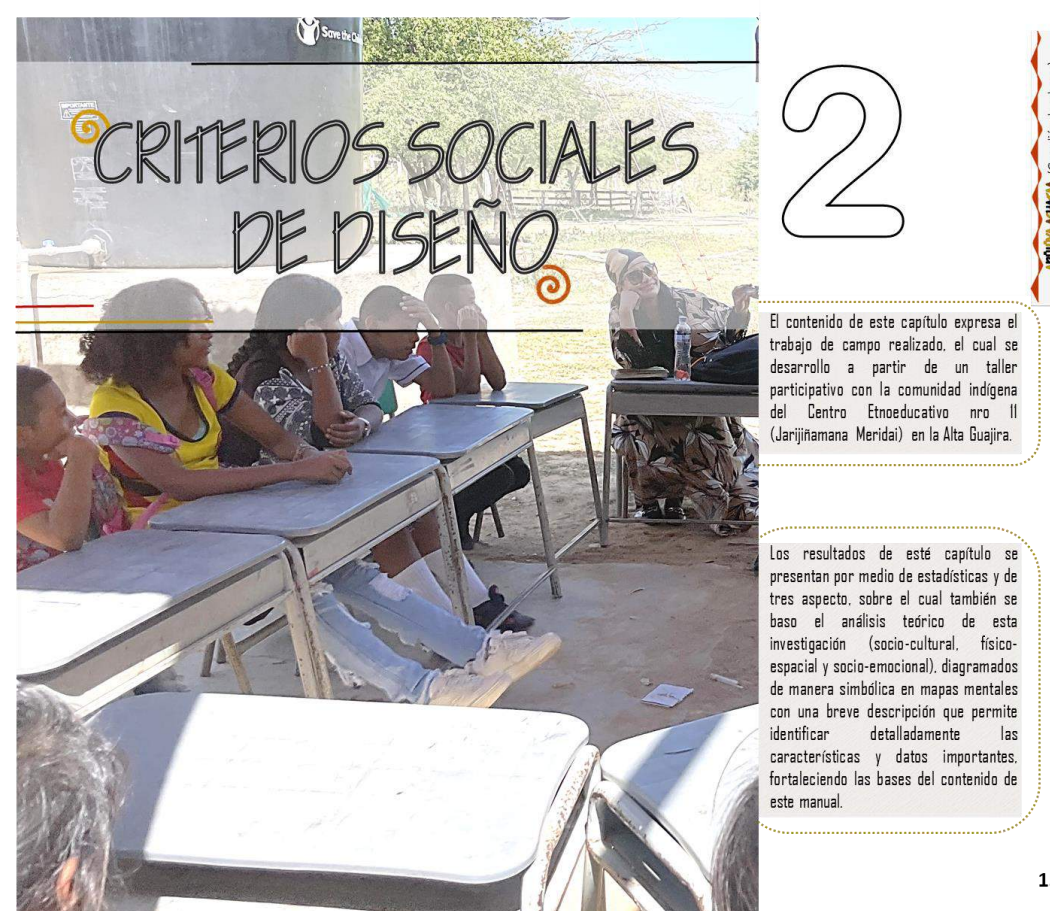 Save the Chil
IMPORTANTE
CRITERIOS SOCIALES
DE DISEÑO
2
El contenido de este capítulo expresa el
trabajo de campo realizado, el cual se
desarrollo a partir de un taller
participativo con la comunidad indígena
del Centro Etnoeducativo nro 11
(Jarijiñamana Meridai) en la Alta Guajira.
Los resultados de esté capítulo se
presentan por medio de estadísticas y de
tres aspecto, sobre el cual también se
baso el análisis teórico de esta
investigación (socio-cultural, físico-
espacial y socio-emocional), diagramados
de manera simbólica en mapas mentales
con una breve descripción que permite
identificar detalladamente las
características y datos importantes,
fortaleciendo las bases del contenido de
este manual.
1